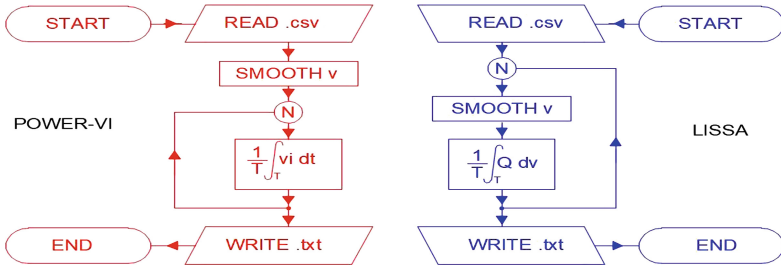 START
READ .csv
READ .csv
START
SMOOTH v
N
N
SMOOTH v
POWER-VI
LISSA
1/T ∫T vi dt
1/T ∫T Q dv
END
WRITE .txt
WRITE .txt
END